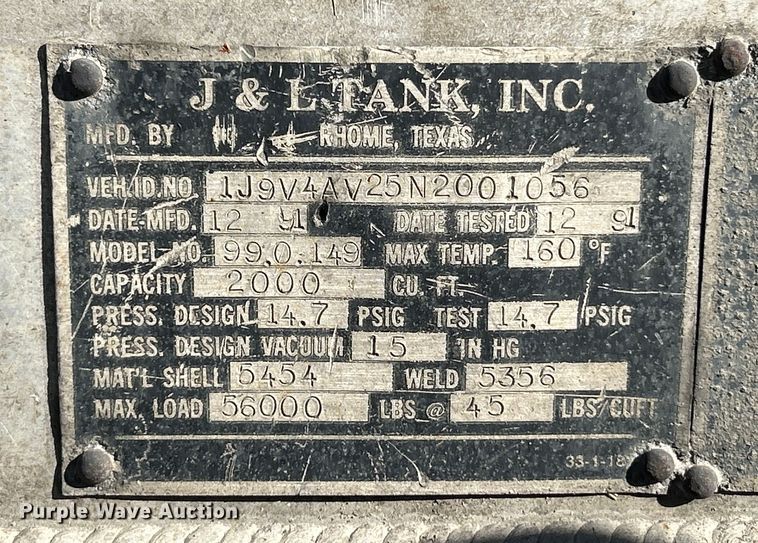 J & L TANK, INC.
MFD. BY RHOME, TEXAS
VEH. ID. NO. 1J9V4AV25N2001056
DATE-MFD. 12 91 DATE TESTED 12 91
MODEL-NO. 99.0.149 MAX TEMP. 160 °F
CAPACITY 2000 CU. FT.
PRESS. DESIGN 14.7 PSIG TEST 14.7 PSIG
PRESS. DESIGN VACUUM 15 IN HG
MAT'L SHELL 5454 WELD 5356
MAX. LOAD 56000 LBS @ 45 LBS/CUFT
Purple Wave Auction